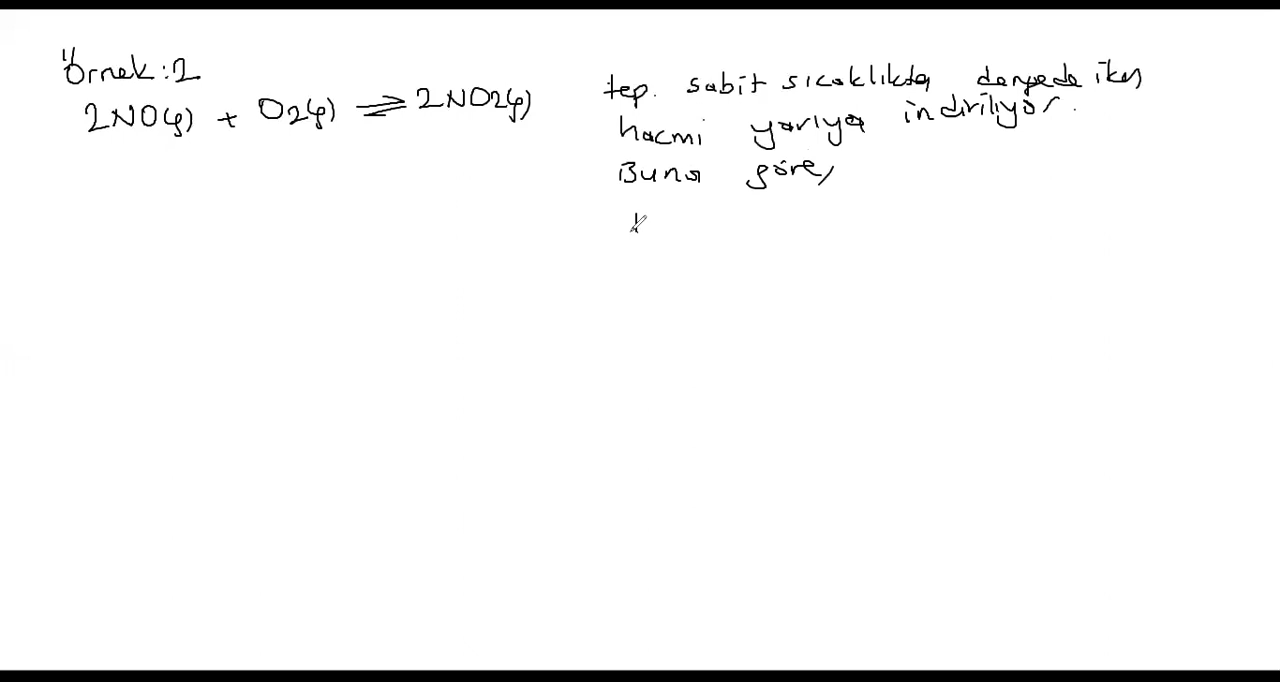 Örnek:2
2NO(g) + O2(g) ⇌ 2NO2(g)
tep. sabit sıcaklıkta dengede iken
hacmi yarıya indiriliyor.
Buna göre,